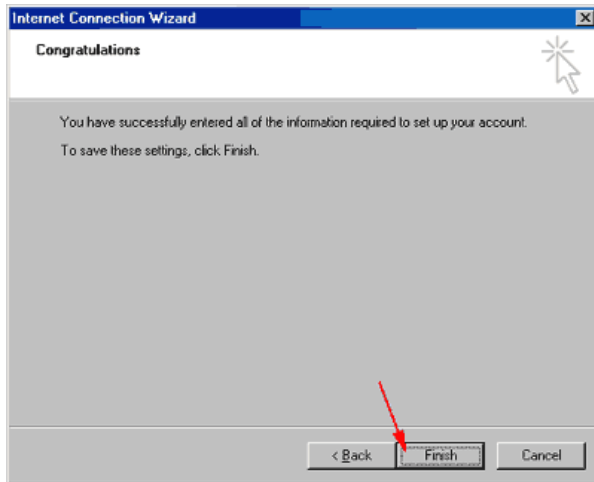 Internet Connection Wizard
Congratulations
You have successfully entered all of the information required to set up your account.
To save these settings, click Finish.
< Back Finish Cancel